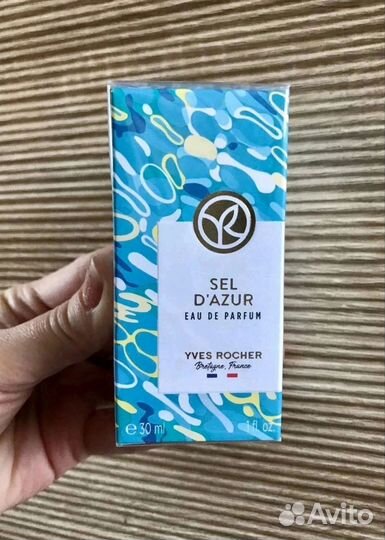 SEL
D'AZUR
EAU DE PARFUM
YVES ROCHER
Bretagne, France
e 30 ml 1 fl oz
Avito